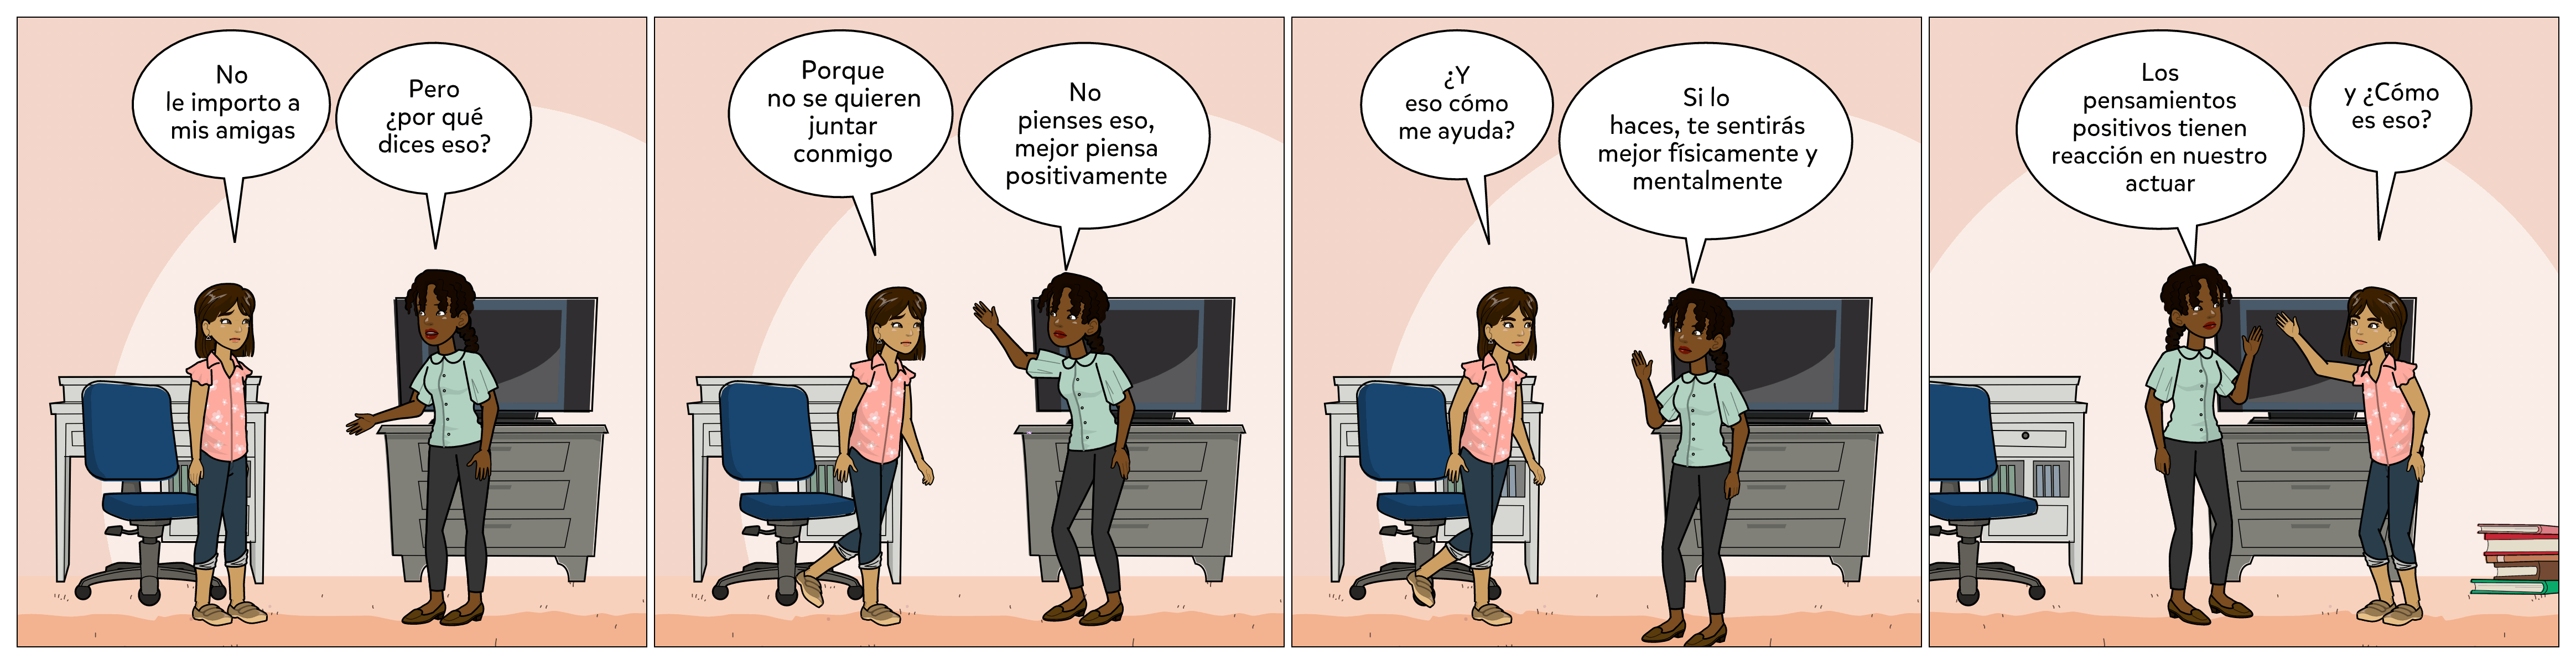 No
le importo a
mis amigas
Pero
¿por qué
dices eso?
Porque
no se quieren
juntar
conmigo
No
pienses eso,
mejor piensa
positivamente
¿Y
eso cómo
me ayuda?
Si lo
haces, te sentirás
mejor físicamente y
mentalmente
Los
pensamientos
positivos tienen
reacción en nuestro
actuar
y ¿Cómo
es eso?